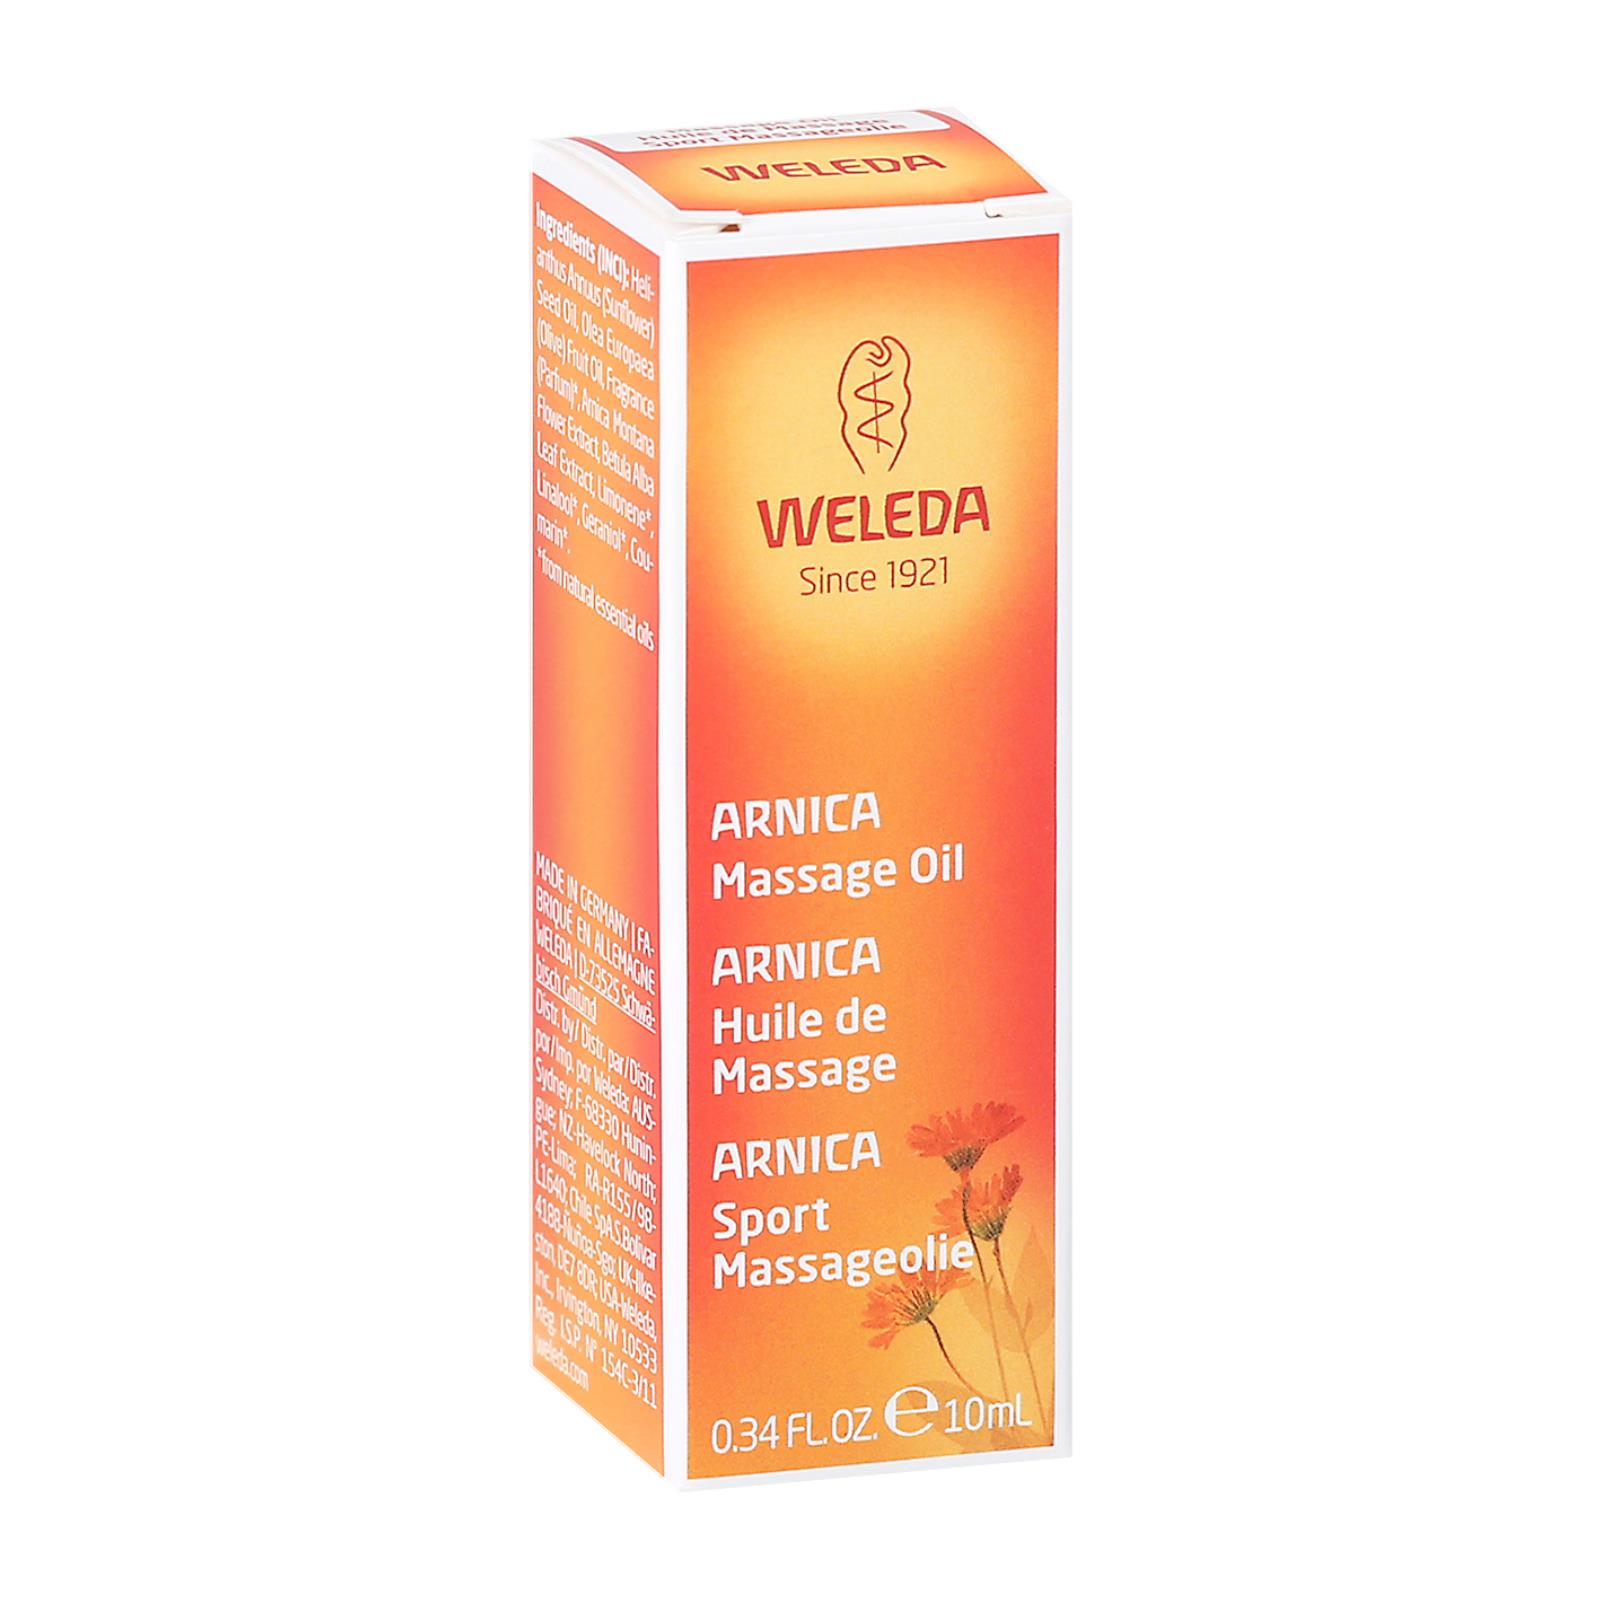 Huile de Massage
Sport Massageolie
WELEDA
Ingredients (INCI): Heli-
anthus Annuus (Sunflower)
Seed Oil, Olea Europaea
(Olive) Fruit Oil, Fragrance
(Parfum)*, Arnica Montana
Flower Extract, Betula Alba
Leaf Extract, Limonene*,
Linalool*, Geraniol*, Cou-
marin*.
*from natural essential oils
MADE IN GERMANY | FA-
BRIQUÉ EN ALLEMAGNE
WELEDA | D-73525 Schwä-
bisch Gmünd
Distr. by / Distr. par/Distr.
por/Imp. por Weleda: AUS-
Sydney; F-68330 Hunin-
gue; NZ-Havelock North;
PE-Lima; RA-R155/98-
L1640; Chile SpA.S.Bolivar
4188-Ñuñoa-Sgo; UK-Ilke-
ston, DE7 8DR; USA-Weleda,
Inc., Irvington, NY 10533
Reg. I.S.P. N° 154C-3/11
weleda.com
WELEDA
Since 1921
ARNICA
Massage Oil
ARNICA
Huile de
Massage
ARNICA
Sport
Massageolie
0.34 FL.OZ. ℮ 10mL